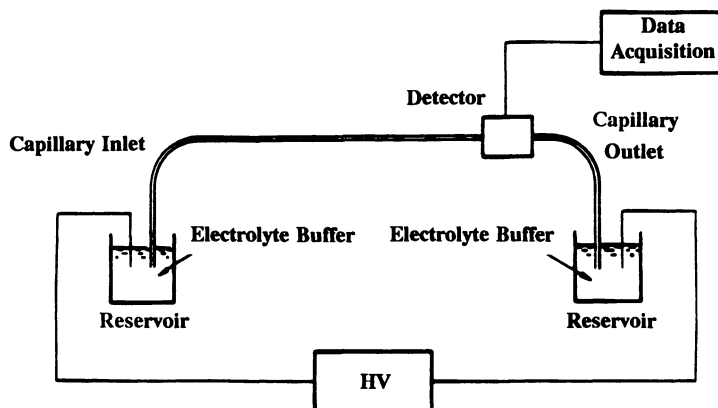 Data
Acquisition
Detector
Capillary Inlet
Capillary
Outlet
Electrolyte Buffer
Electrolyte Buffer
Reservoir
Reservoir
HV